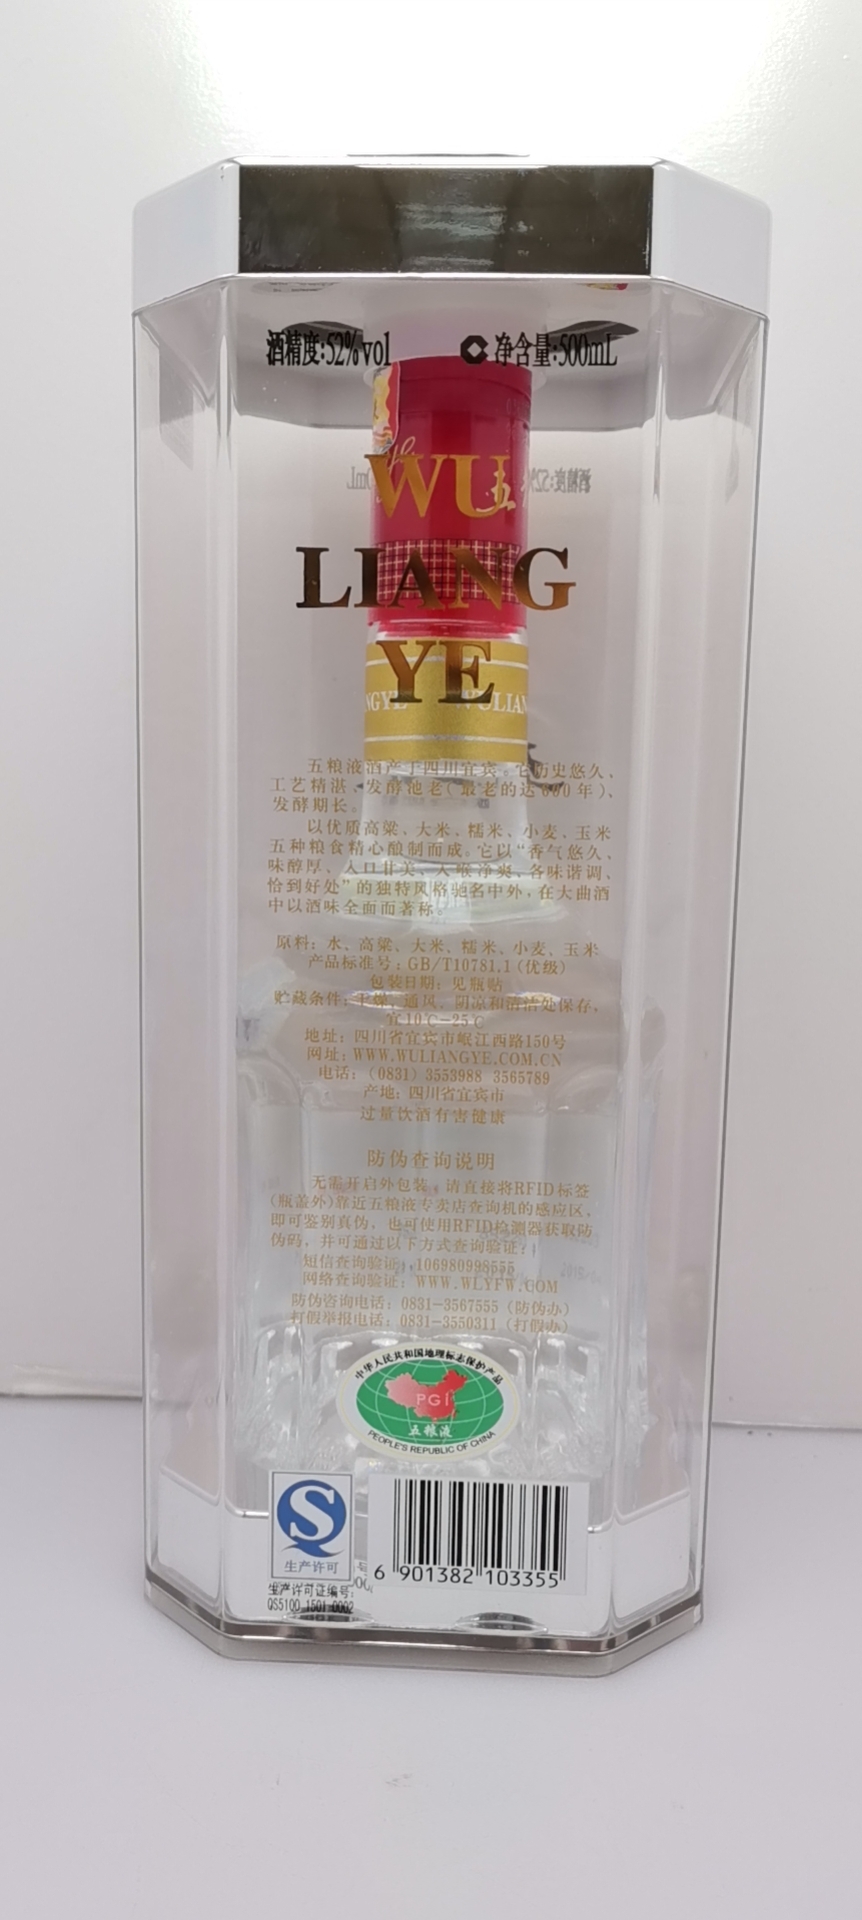 酒精度:52%vol 净含量:500mL
WU
LIANG
YE
NGYE WULIAN
五粮液酒产于四川宜宾。它历史悠久、
工艺精湛、发酵池老(最老的达600年)、
发酵期长。
以优质高粱、大米、糯米、小麦、玉米
五种粮食精心酿制而成。它以“香气悠久、
味醇厚、入口甘美、入喉净爽、各味谐调、
恰到好处”的独特风格驰名中外,在大曲酒
中以酒味全面而著称。
原料:水、高粱、大米、糯米、小麦、玉米
产品标准号:GB/T10781.1(优级)
包装日期:见瓶贴
贮藏条件:干燥、通风、阴凉和清洁处保存,
宜10℃-25℃
地址:四川省宜宾市岷江西路150号
网址:WWW.WULIANGYE.COM.CN
电话:(0831)3553988 3565789
产地:四川省宜宾市
过量饮酒有害健康
防伪查询说明
无需开启外包装,请直接将RFID标签
(瓶盖外)靠近五粮液专卖店查询机的感应区,
即可鉴别真伪,也可使用RFID检测器获取防
伪码,并可通过以下方式查询验证:
短信查询验证:106980998555
网络查询验证:WWW.WLYFW.COM
防伪咨询电话:0831-3567555(防伪办)
打假举报电话:0831-3550311(打假办)
中华人民共和国地理标志保护产品
PGI
五粮液
PEOPLE'S REPUBLIC OF CHINA
生产许可
6 901382 103355
生产许可证编号:
QS5100 1501 0002